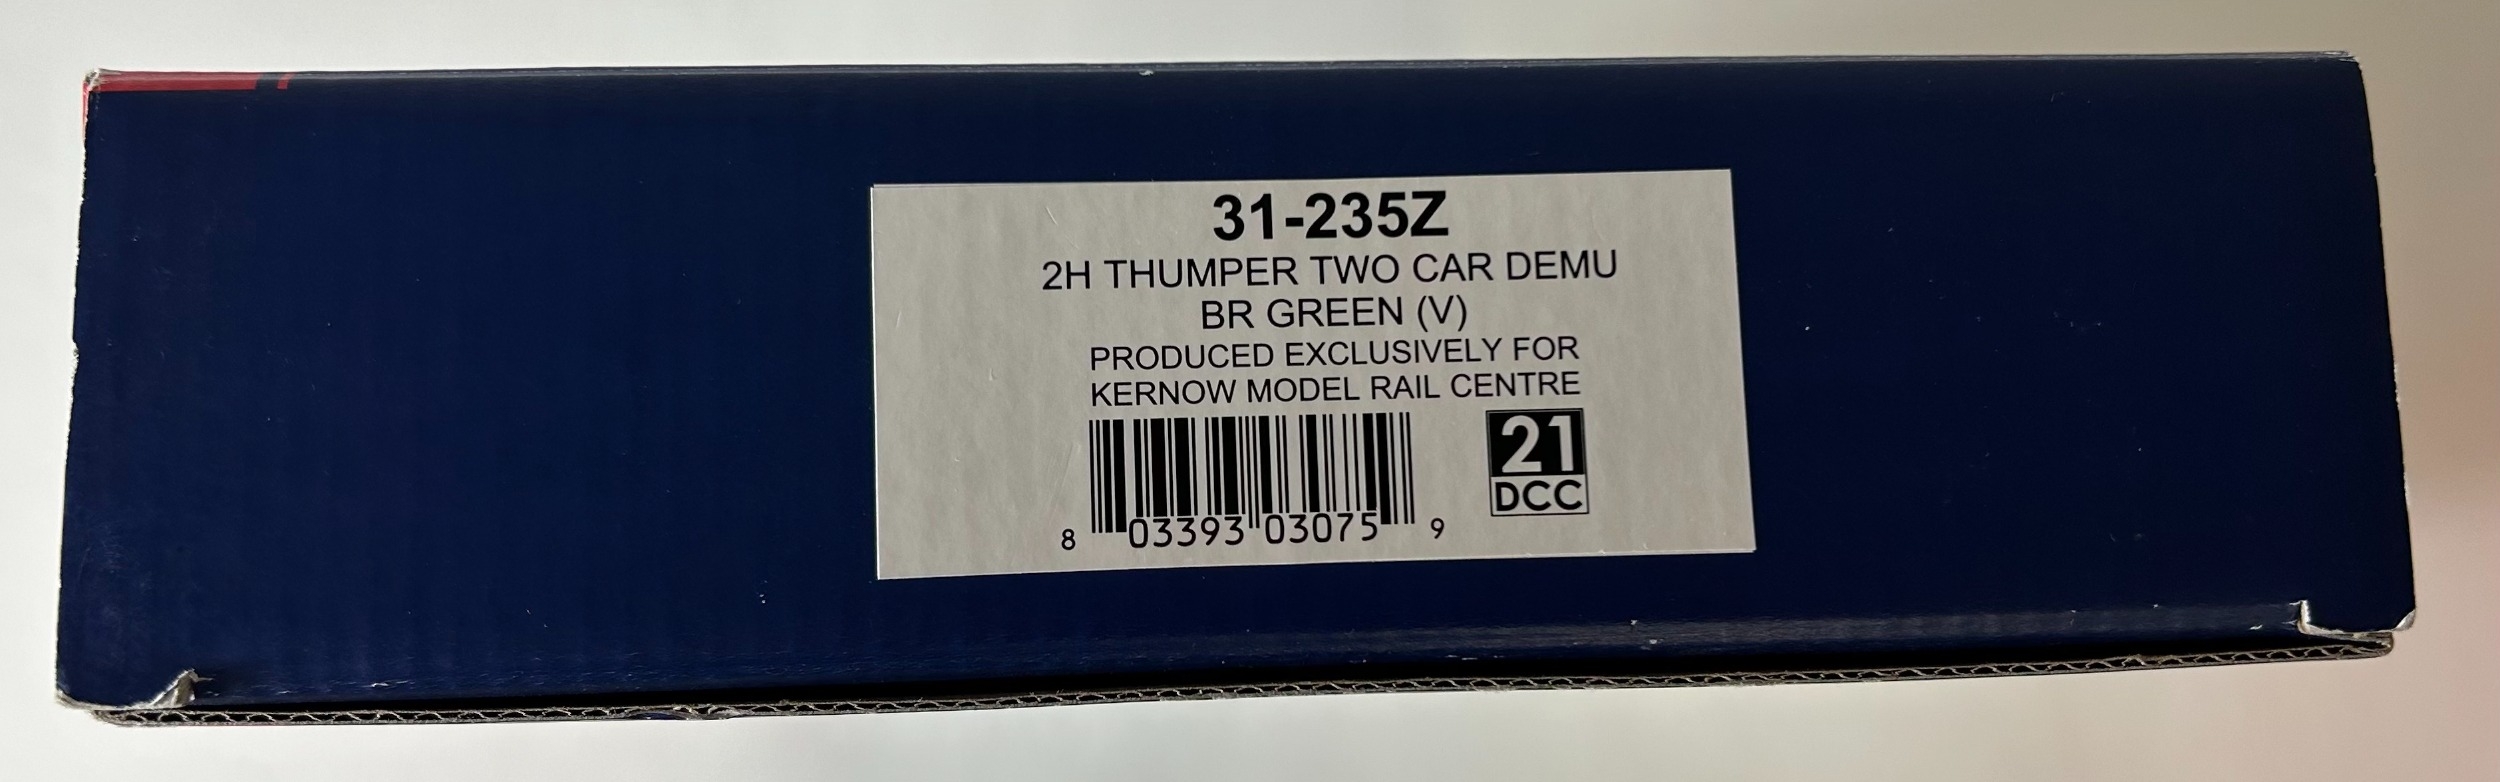 31-235Z
2H THUMPER TWO CAR DEMU
BR GREEN (V)
PRODUCED EXCLUSIVELY FOR
KERNOW MODEL RAIL CENTRE
21
DCC
8 03393 03075 9